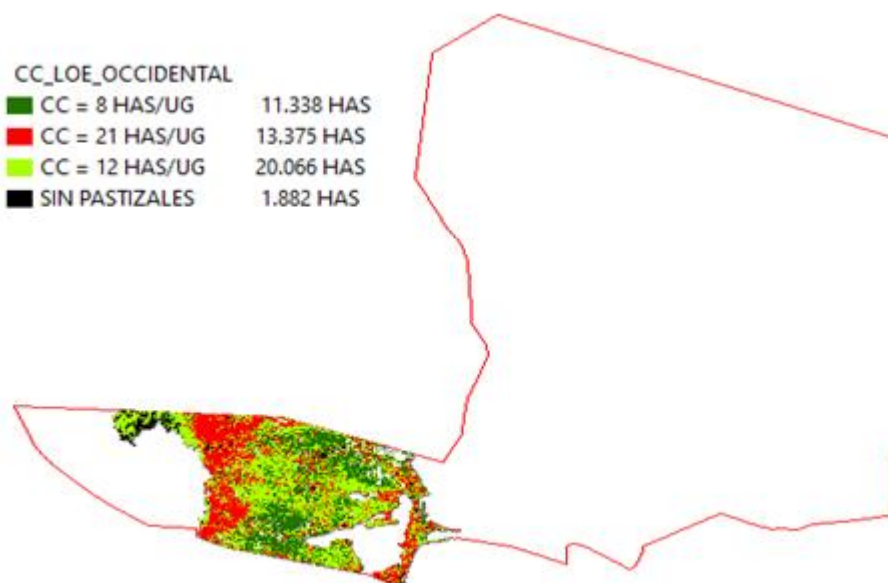 CC_LOE_OCCIDENTAL
CC = 8 HAS/UG 11.338 HAS
CC = 21 HAS/UG 13.375 HAS
CC = 12 HAS/UG 20.066 HAS
SIN PASTIZALES 1.882 HAS